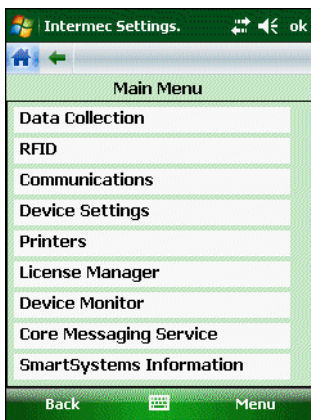 Intermec Settings. ok
Main Menu
Data Collection
RFID
Communications
Device Settings
Printers
License Manager
Device Monitor
Core Messaging Service
SmartSystems Information
Back Menu